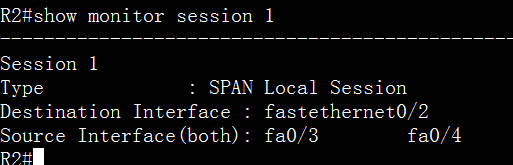 R2#show monitor session 1
--------------------------------------------------
Session 1
Type            : SPAN Local Session
Destination Interface : fastethernet0/2
Source Interface(both): fa0/3       fa0/4
R2#